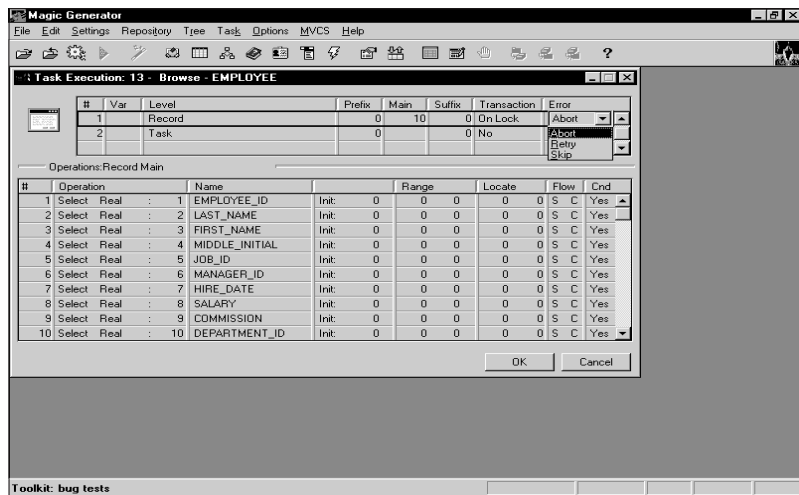 Magic Generator
File Edit Settings Repository Tree Task Options MVCS Help
Task Execution: 13 - Browse - EMPLOYEE
# Var Level Prefix Main Suffix Transaction Error
1 Record 0 10 0 On Lock Abort
2 Task 0 0 No Abort
Retry
Skip
Operations:Record Main
# Operation Name Range Locate Flow Cnd
1 Select Real : 1 EMPLOYEE_ID Init: 0 0 0 0 0 S C Yes
2 Select Real : 2 LAST_NAME Init: 0 0 0 0 0 S C Yes
3 Select Real : 3 FIRST_NAME Init: 0 0 0 0 0 S C Yes
4 Select Real : 4 MIDDLE_INITIAL Init: 0 0 0 0 0 S C Yes
5 Select Real : 5 JOB_ID Init: 0 0 0 0 0 S C Yes
6 Select Real : 6 MANAGER_ID Init: 0 0 0 0 0 S C Yes
7 Select Real : 7 HIRE_DATE Init: 0 0 0 0 0 S C Yes
8 Select Real : 8 SALARY Init: 0 0 0 0 0 S C Yes
9 Select Real : 9 COMMISSION Init: 0 0 0 0 0 S C Yes
10 Select Real : 10 DEPARTMENT_ID Init: 0 0 0 0 0 S C Yes
OK Cancel
Toolkit: bug tests